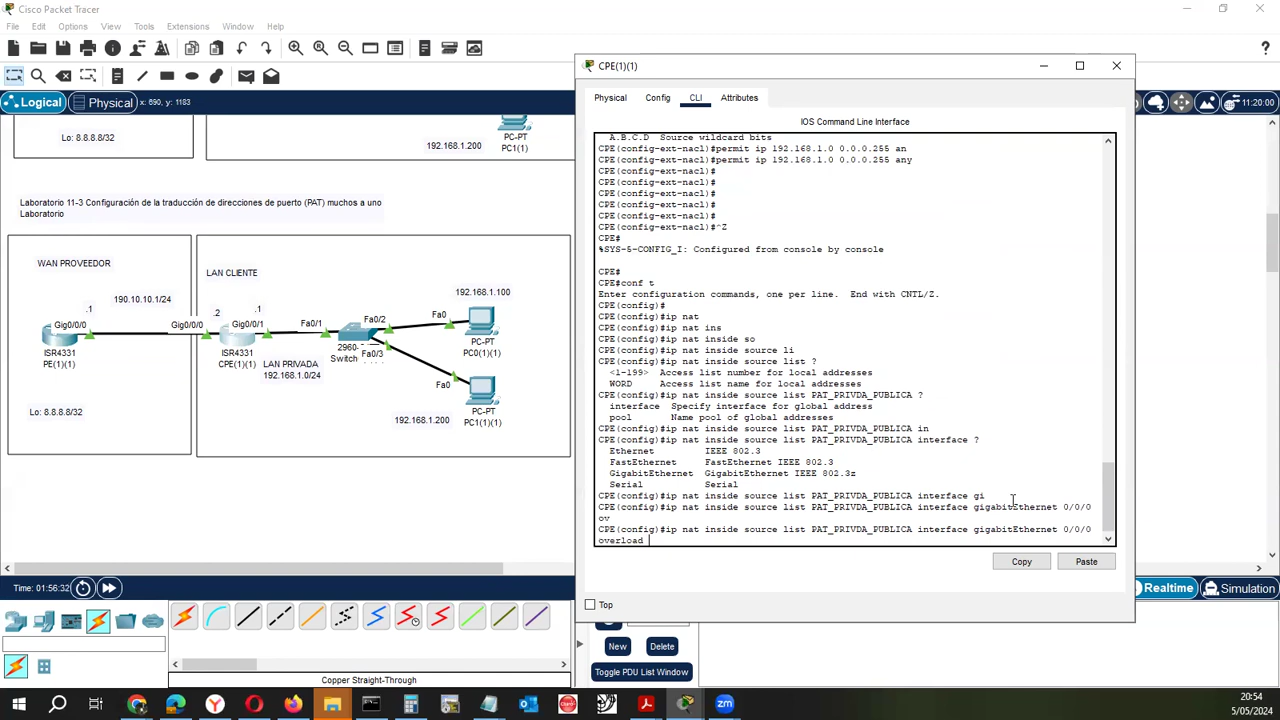 Cisco Packet Tracer
File Edit Options View Tools Extensions Window Help
Logical Physical x: 690, y: 1183
11:20:00
Lo: 8.8.8.8/32
192.168.1.200
PC-PT
PC1(1)
Laboratorio 11-3 Configuración de la traducción de direcciones de puerto (PAT) muchos a uno
Laboratorio
WAN PROVEEDOR
LAN CLIENTE
190.10.10.1/24
192.168.1.100
.1
.2
.1
Gig0/0/0
Gig0/0/0
Gig0/0/1
Fa0/1
Fa0/2
Fa0
ISR4331
PE(1)(1)
ISR4331
CPE(1)(1)
2960-
Switch
Fa0/3
PC-PT
PC0(1)(1)
LAN PRIVADA
192.168.1.0/24
Fa0
PC-PT
PC1(1)(1)
Lo: 8.8.8.8/32
192.168.1.200
CPE(1)(1)
Physical Config CLI Attributes
IOS Command Line Interface
A.B.C.D Source wildcard bits
CPE(config-ext-nacl)#permit ip 192.168.1.0 0.0.0.255 an
CPE(config-ext-nacl)#permit ip 192.168.1.0 0.0.0.255 any
CPE(config-ext-nacl)#
CPE(config-ext-nacl)#
CPE(config-ext-nacl)#
CPE(config-ext-nacl)#
CPE(config-ext-nacl)#
CPE(config-ext-nacl)#^Z
CPE#
%SYS-5-CONFIG_I: Configured from console by console
CPE#
CPE#conf t
Enter configuration commands, one per line. End with CNTL/Z.
CPE(config)#
CPE(config)#ip nat
CPE(config)#ip nat ins
CPE(config)#ip nat inside so
CPE(config)#ip nat inside source li
CPE(config)#ip nat inside source list ?
<1-199> Access list number for local addresses
WORD Access list name for local addresses
CPE(config)#ip nat inside source list PAT_PRIVDA_PUBLICA ?
interface Specify interface for global address
pool Name pool of global addresses
CPE(config)#ip nat inside source list PAT_PRIVDA_PUBLICA in
CPE(config)#ip nat inside source list PAT_PRIVDA_PUBLICA interface ?
Ethernet IEEE 802.3
FastEthernet FastEthernet IEEE 802.3
GigabitEthernet GigabitEthernet IEEE 802.3z
Serial Serial
CPE(config)#ip nat inside source list PAT_PRIVDA_PUBLICA interface gi
CPE(config)#ip nat inside source list PAT_PRIVDA_PUBLICA interface gigabitEthernet 0/0/0
ov
CPE(config)#ip nat inside source list PAT_PRIVDA_PUBLICA interface gigabitEthernet 0/0/0
overload
Copy Paste
Top
Time: 01:56:32
Realtime Simulation
New Delete
Toggle PDU List Window
Copper Straight-Through
20:54
5/05/2024